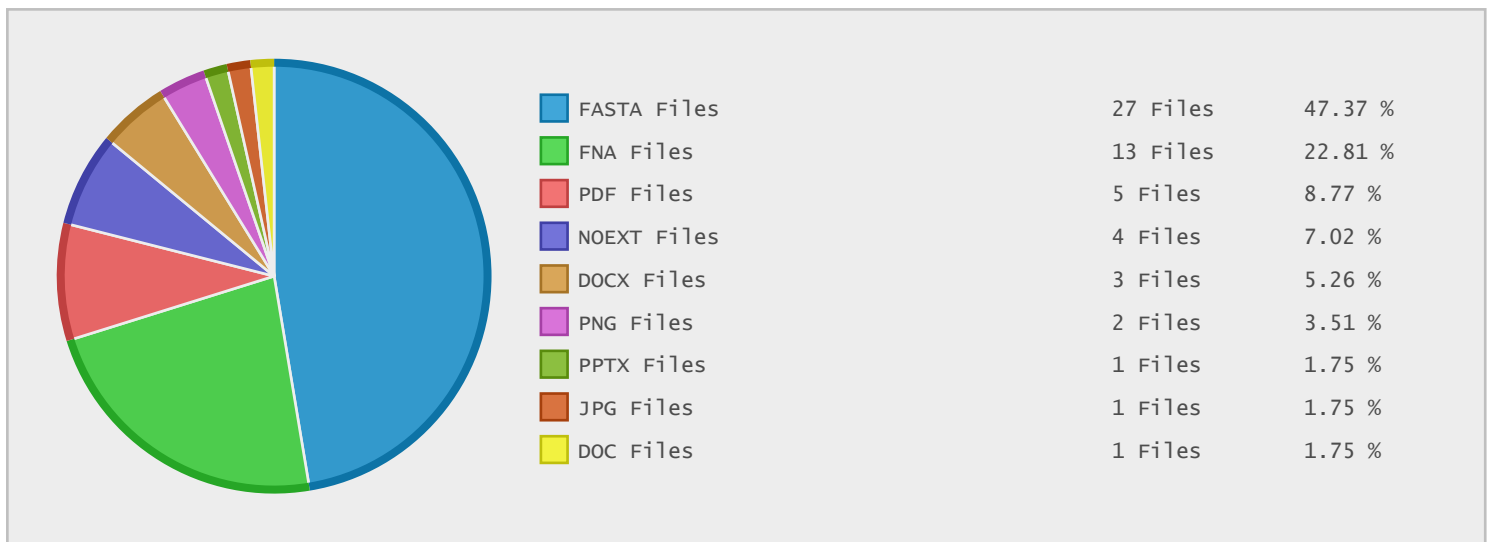 FASTA Files 27 Files 47.37 %
FNA Files 13 Files 22.81 %
PDF Files 5 Files 8.77 %
NOEXT Files 4 Files 7.02 %
DOCX Files 3 Files 5.26 %
PNG Files 2 Files 3.51 %
PPTX Files 1 Files 1.75 %
JPG Files 1 Files 1.75 %
DOC Files 1 Files 1.75 %